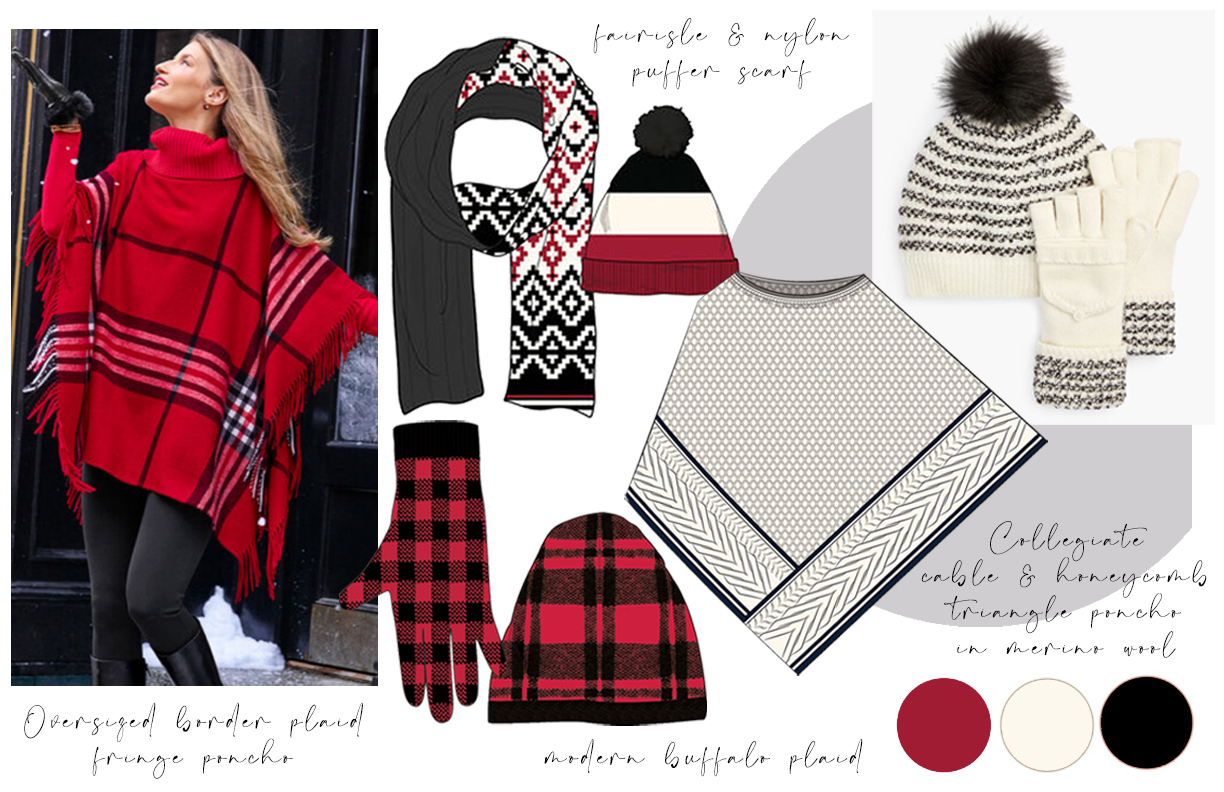 fairisle & nylon
puffer scarf
Collegiate
cable & honeycomb
triangle poncho
in merino wool
Oversized border plaid
fringe poncho
modern buffalo plaid